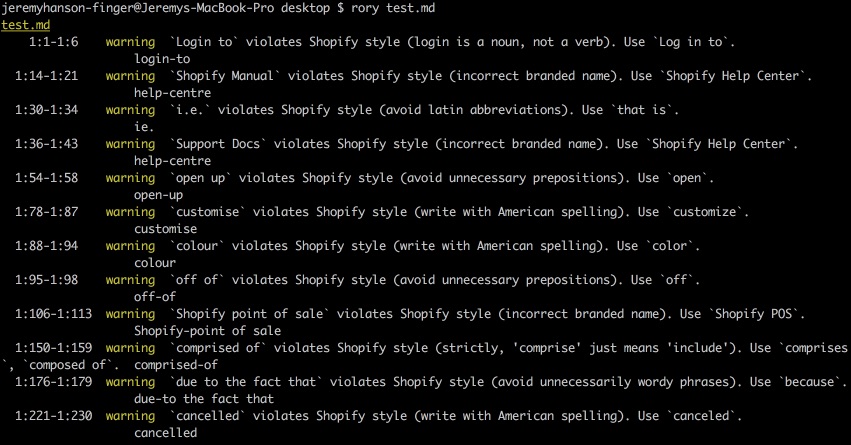 jeremyhanson-finger@Jeremys-MacBook-Pro desktop $ rory test.md
test.md
1:1-1:6 warning `Login to` violates Shopify style (login is a noun, not a verb). Use `Log in to`.
login-to
1:14-1:21 warning `Shopify Manual` violates Shopify style (incorrect branded name). Use `Shopify Help Center`.
help-centre
1:30-1:34 warning `i.e.` violates Shopify style (avoid latin abbreviations). Use `that is`.
ie.
1:36-1:43 warning `Support Docs` violates Shopify style (incorrect branded name). Use `Shopify Help Center`.
help-centre
1:54-1:58 warning `open up` violates Shopify style (avoid unnecessary prepositions). Use `open`.
open-up
1:78-1:87 warning `customise` violates Shopify style (write with American spelling). Use `customize`.
customise
1:88-1:94 warning `colour` violates Shopify style (write with American spelling). Use `color`.
colour
1:95-1:98 warning `off of` violates Shopify style (avoid unnecessary prepositions). Use `off`.
off-of
1:106-1:113 warning `Shopify point of sale` violates Shopify style (incorrect branded name). Use `Shopify POS`.
Shopify-point of sale
1:150-1:159 warning `comprised of` violates Shopify style (strictly, 'comprise' just means 'include'). Use `comprises
`, `composed of`. comprised-of
1:176-1:179 warning `due to the fact that` violates Shopify style (avoid unnecessarily wordy phrases). Use `because`.
due-to the fact that
1:221-1:230 warning `cancelled` violates Shopify style (write with American spelling). Use `canceled`.
cancelled